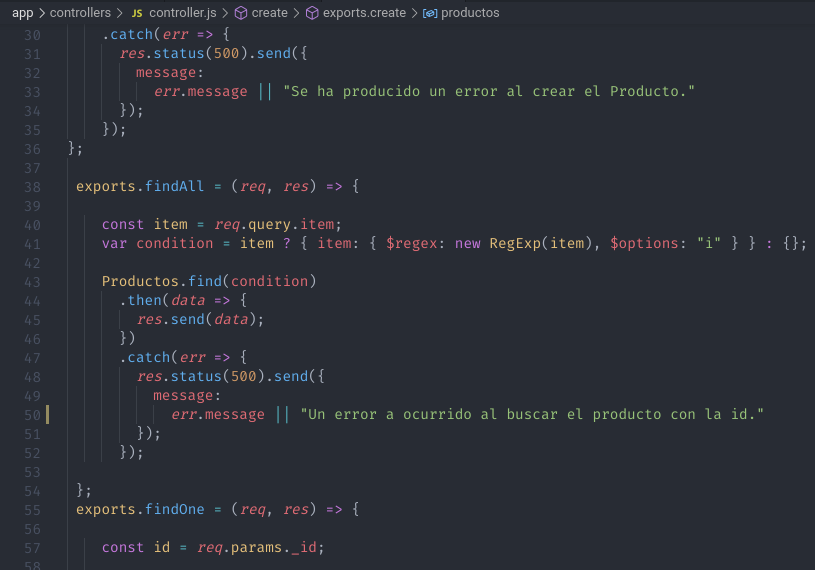 app > controllers > JS controller.js > create > exports.create > productos
30 .catch(err => {
31 res.status(500).send({
32 message:
33 err.message || "Se ha producido un error al crear el Producto."
34 });
35 });
36 };
37
38 exports.findAll = (req, res) => {
39
40 const item = req.query.item;
41 var condition = item ? { item: { $regex: new RegExp(item), $options: "i" } } : {};
42
43 Productos.find(condition)
44 .then(data => {
45 res.send(data);
46 })
47 .catch(err => {
48 res.status(500).send({
49 message:
50 err.message || "Un error a ocurrido al buscar el producto con la id."
51 });
52 });
53
54 };
55 exports.findOne = (req, res) => {
56
57 const id = req.params._id;
58